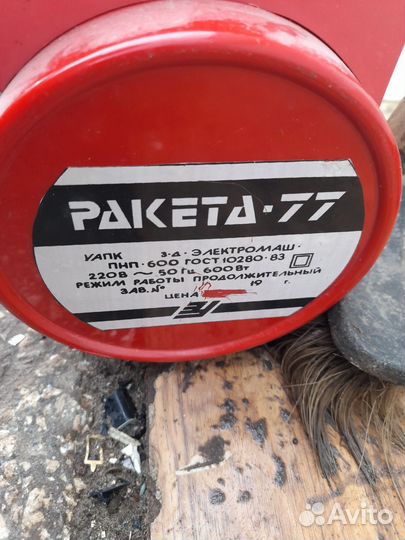 РАКЕТА·77
УАПК З-Д·ЭЛЕКТРОМАШ·
ПНП·600 ГОСТ 10280·83
220В ~ 50 Гц 600 Вт
РЕЖИМ РАБОТЫ ПРОДОЛЖИТЕЛЬНЫЙ
ЗАВ.№ ЦЕНА 19 г.
Avito